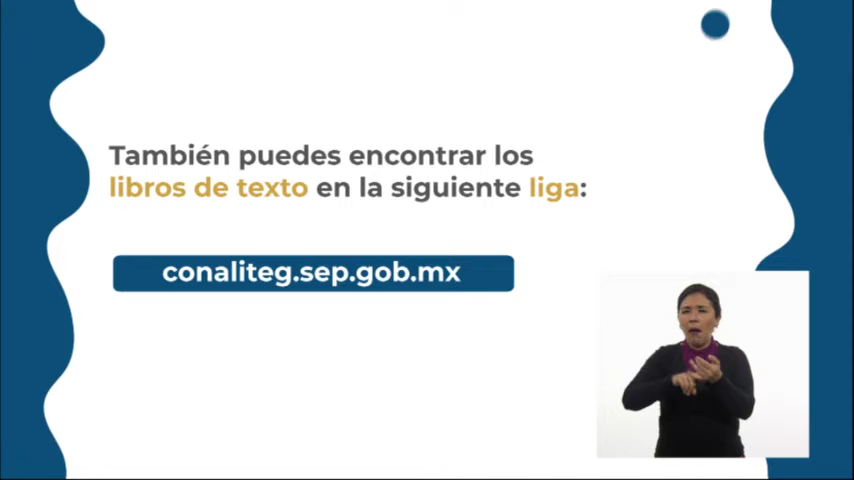 También puedes encontrar los
libros de texto en la siguiente liga:
conaliteg.sep.gob.mx